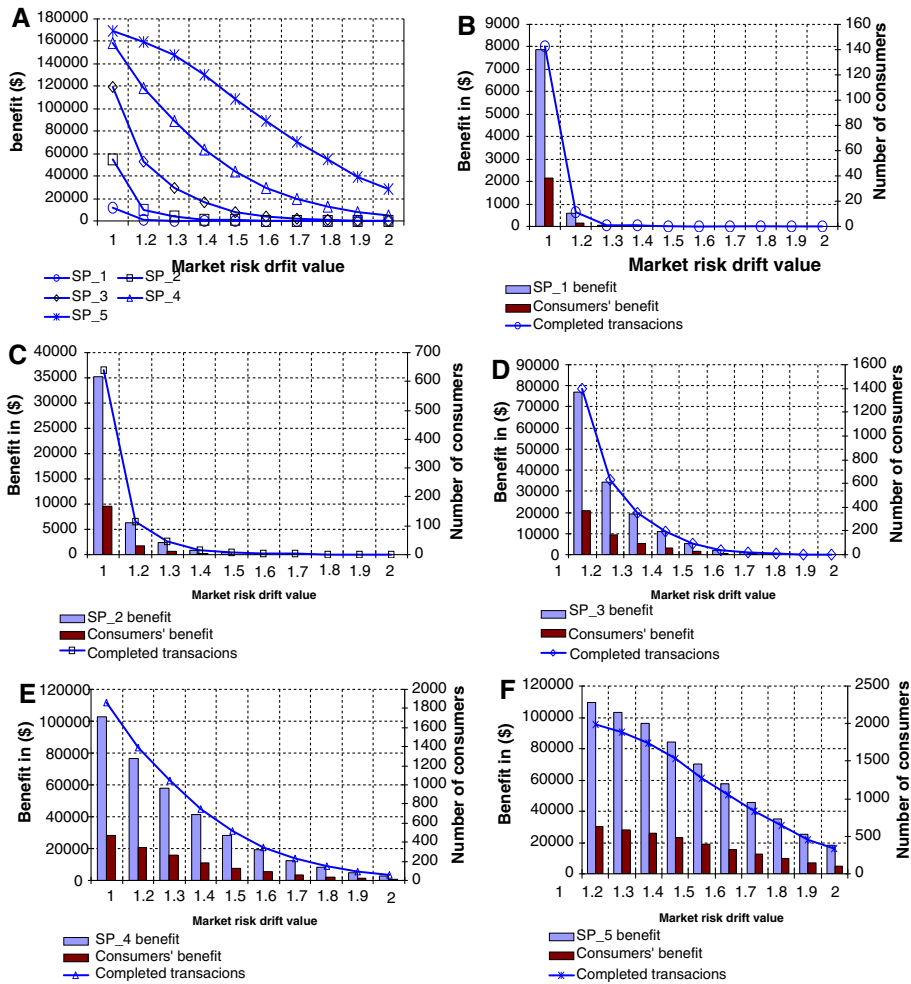 A
180000
160000
140000
120000
100000
80000
60000
40000
20000
0
benefit ($)
1 1.2 1.3 1.4 1.5 1.6 1.7 1.8 1.9 2
Market risk drfit value
SP_1 SP_2
SP_3 SP_4
SP_5
B
9000
8000
7000
6000
5000
4000
3000
2000
1000
0
Benefit in ($)
160
140
120
100
80
60
40
20
0
Number of consumers
1 1.2 1.3 1.4 1.5 1.6 1.7 1.8 1.9 2
Market risk drift value
SP_1 benefit
Consumers' benefit
Completed transacions
C
40000
35000
30000
25000
20000
15000
10000
5000
0
Benefit in ($)
700
600
500
400
300
200
100
0
Number of consumers
1 1.2 1.3 1.4 1.5 1.6 1.7 1.8 1.9 2
Market risk drift value
SP_2 benefit
Consumers' benefit
Completed transacions
D
90000
80000
70000
60000
50000
40000
30000
20000
10000
0
Benefit in ($)
1600
1400
1200
1000
800
600
400
200
0
Number of consumers
1 1.2 1.3 1.4 1.5 1.6 1.7 1.8 1.9 2
Market risk drift value
SP_3 benefit
Consumers' benefit
Completed transacions
E
120000
100000
80000
60000
40000
20000
0
Benefit in ($)
2000
1800
1600
1400
1200
1000
800
600
400
200
0
Number of consumers
1 1.2 1.3 1.4 1.5 1.6 1.7 1.8 1.9 2
Market risk drift value
SP_4 benefit
Consumers' benefit
Completed transacions
F
120000
100000
80000
60000
40000
20000
0
Benefit in ($)
2500
2000
1500
1000
500
0
Number of consumers
1 1.2 1.3 1.4 1.5 1.6 1.7 1.8 1.9 2
Market risk drift value
SP_5 benefit
Consumers' benefit
Completed transacions